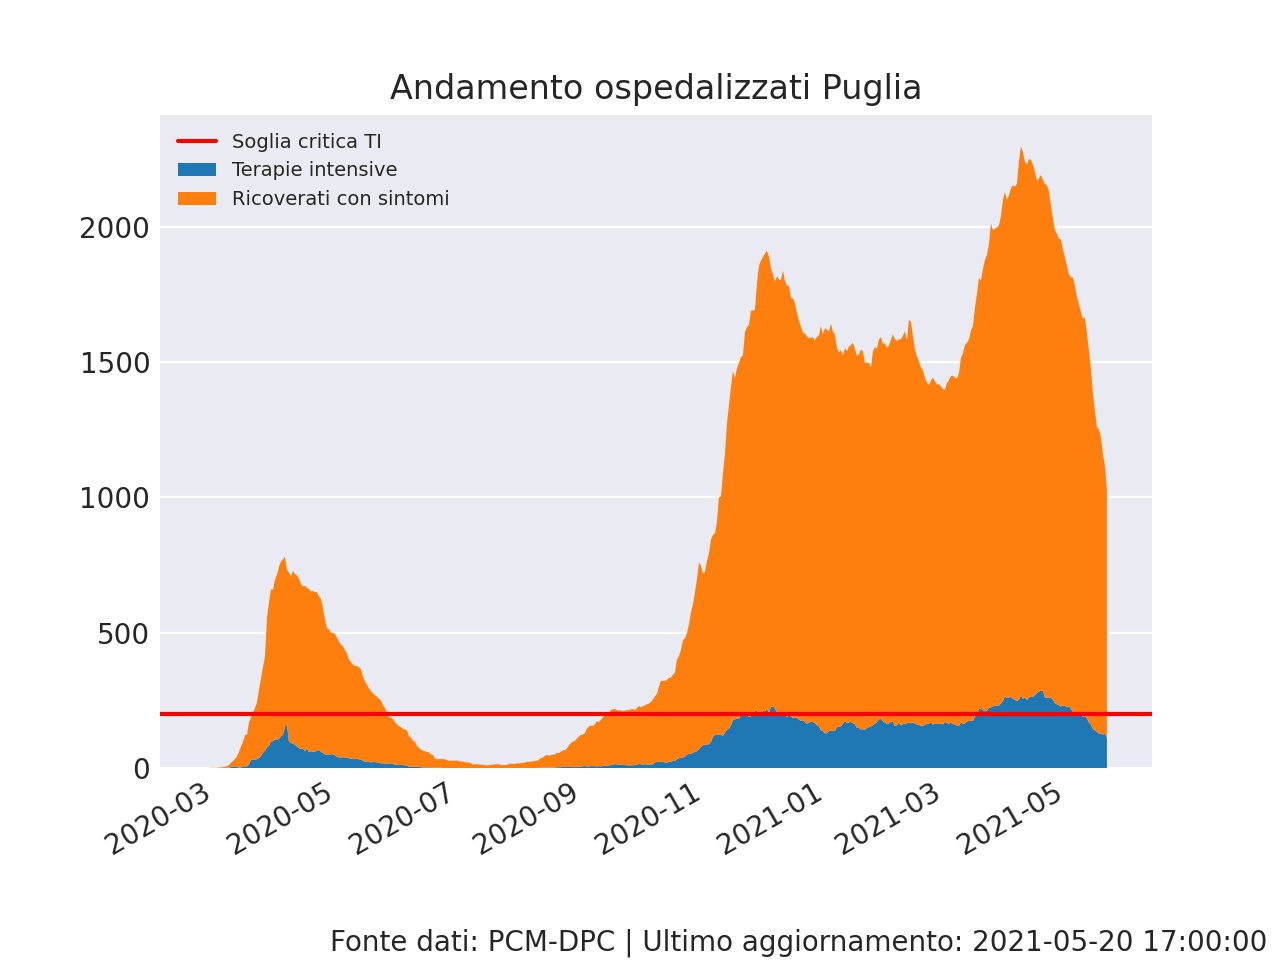 Andamento ospedalizzati Puglia
Soglia critica TI
Terapie intensive
Ricoverati con sintomi
2000
1500
1000
500
0
2020-03
2020-05
2020-07
2020-09
2020-11
2021-01
2021-03
2021-05
Fonte dati: PCM-DPC | Ultimo aggiornamento: 2021-05-20 17:00:00